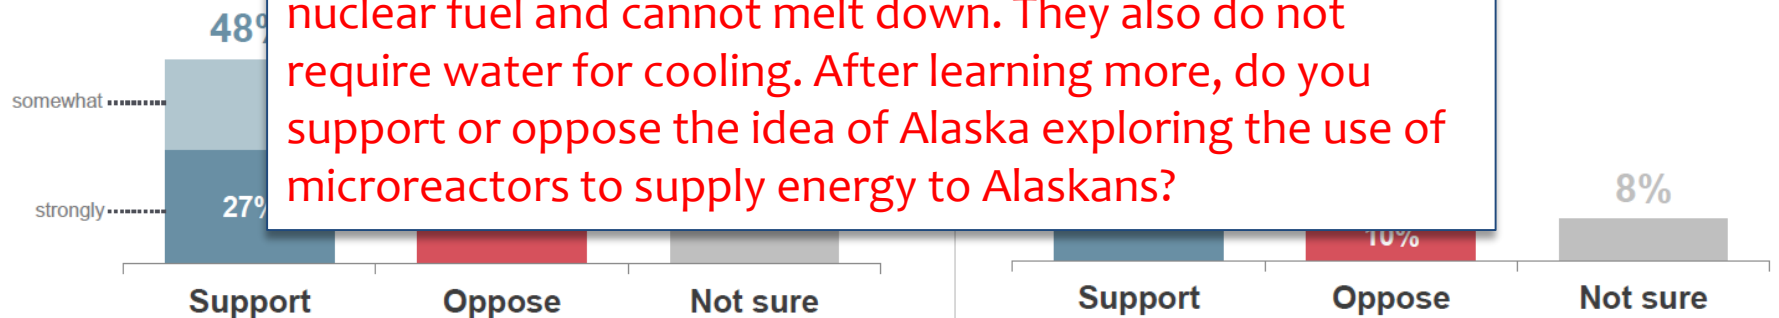 nuclear fuel and cannot melt down. They also do not
require water for cooling. After learning more, do you
support or oppose the idea of Alaska exploring the use of
microreactors to supply energy to Alaskans?
48%
somewhat
strongly
27%
10%
8%
Support
Oppose
Not sure
Support
Oppose
Not sure